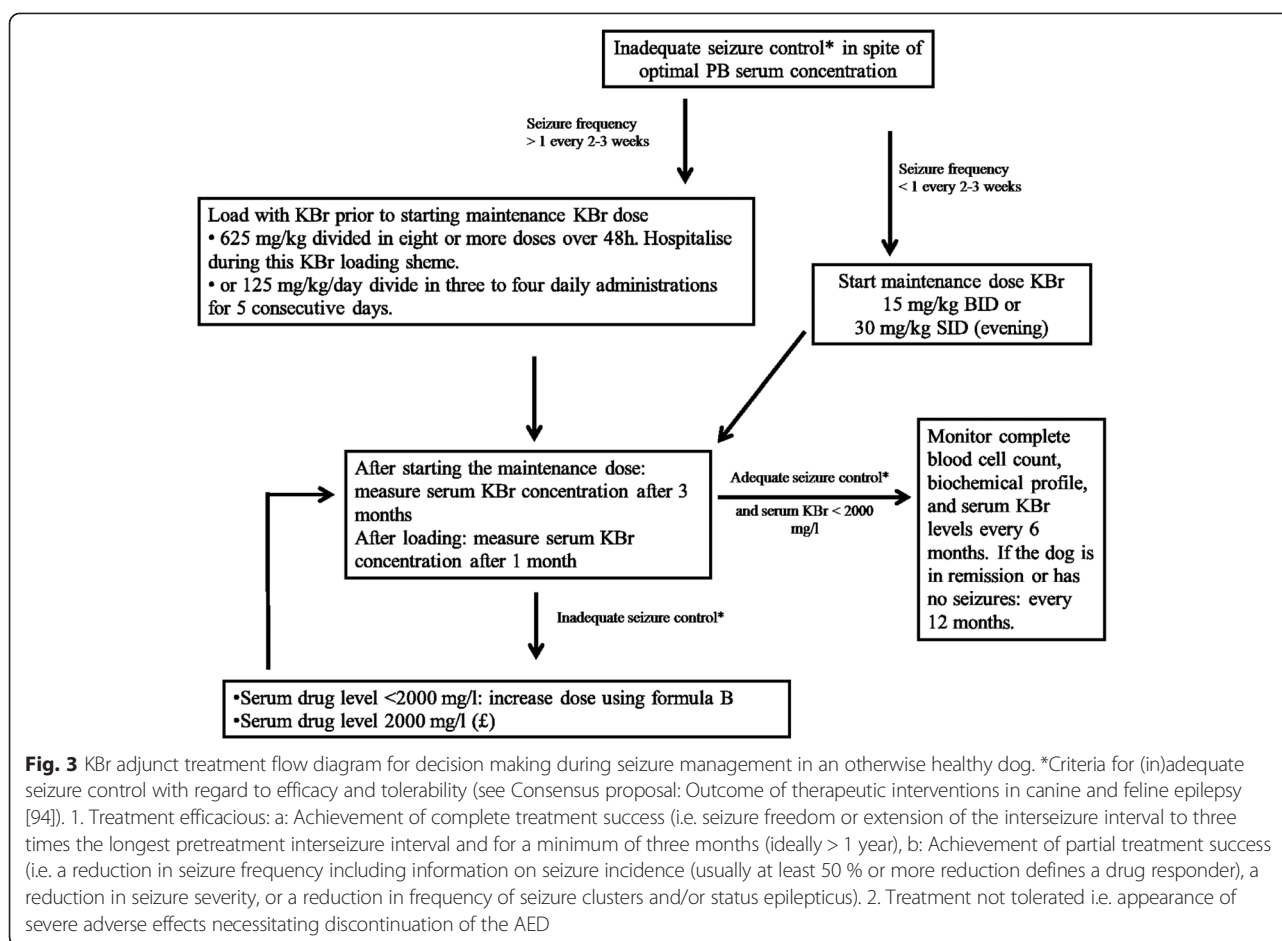 Inadequate seizure control* in spite of
optimal PB serum concentration
Seizure frequency
> 1 every 2-3 weeks
Seizure frequency
< 1 every 2-3 weeks
Load with KBr prior to starting maintenance KBr dose
• 625 mg/kg divided in eight or more doses over 48h. Hospitalise
during this KBr loading sheme.
• or 125 mg/kg/day divide in three to four daily administrations
for 5 consecutive days.
Start maintenance dose KBr
15 mg/kg BID or
30 mg/kg SID (evening)
After starting the maintenance dose:
measure serum KBr concentration after 3
months
After loading: measure serum KBr
concentration after 1 month
Adequate seizure control*
and serum KBr < 2000
mg/l
Monitor complete
blood cell count,
biochemical profile,
and serum KBr
levels every 6
months. If the dog is
in remission or has
no seizures: every
12 months.
Inadequate seizure control*
•Serum drug level <2000 mg/l: increase dose using formula B
•Serum drug level 2000 mg/l (£)
Fig. 3 KBr adjunct treatment flow diagram for decision making during seizure management in an otherwise healthy dog. *Criteria for (in)adequate
seizure control with regard to efficacy and tolerability (see Consensus proposal: Outcome of therapeutic interventions in canine and feline epilepsy
[94]). 1. Treatment efficacious: a: Achievement of complete treatment success (i.e. seizure freedom or extension of the interseizure interval to three
times the longest pretreatment interseizure interval and for a minimum of three months (ideally > 1 year), b: Achievement of partial treatment success
(i.e. a reduction in seizure frequency including information on seizure incidence (usually at least 50 % or more reduction defines a drug responder), a
reduction in seizure severity, or a reduction in frequency of seizure clusters and/or status epilepticus). 2. Treatment not tolerated i.e. appearance of
severe adverse effects necessitating discontinuation of the AED